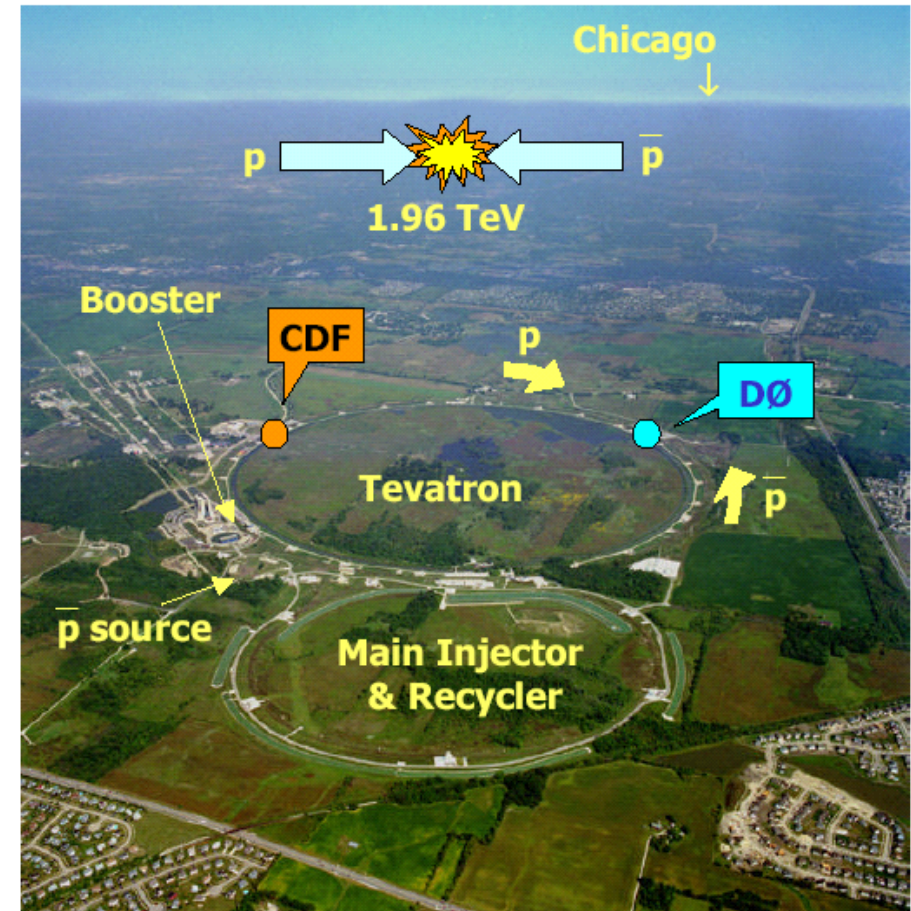 Chicago
↓
p p̅
1.96 TeV
Booster
CDF
p
DØ
Tevatron
p̅
p̅ source
Main Injector
& Recycler